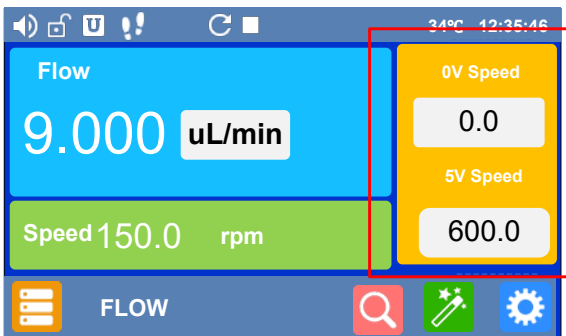 U 34℃ 12:35:46
Flow
9.000 uL/min
Speed 150.0 rpm
0V Speed
0.0
5V Speed
600.0
FLOW